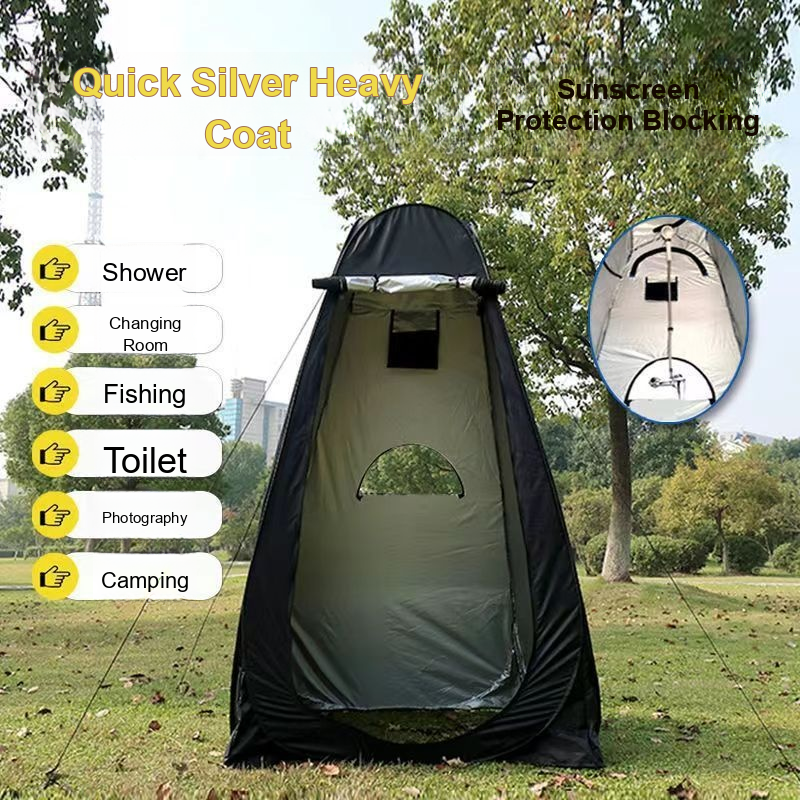 Quick Silver Heavy
Coat
Sunscreen
Protection Blocking
Shower
Changing
Room
Fishing
Toilet
Photography
Camping